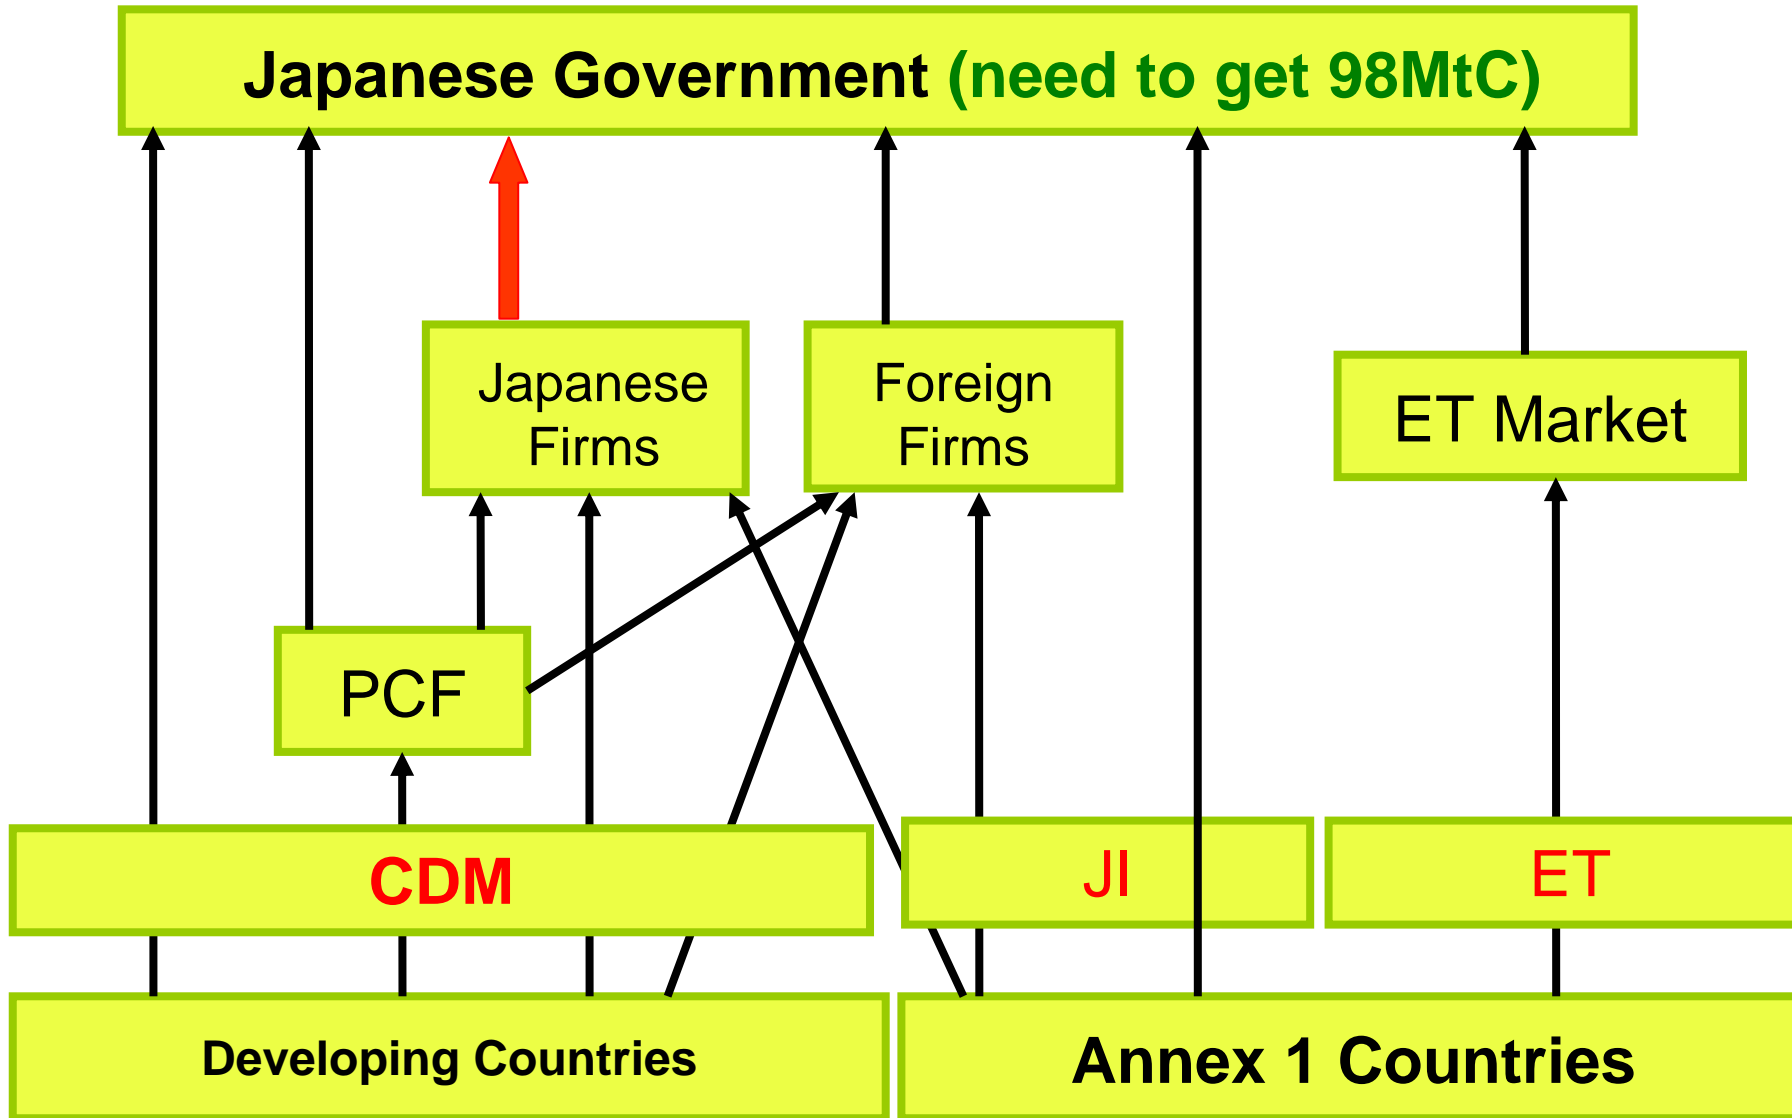 Japanese Government (need to get 98MtC)
Japanese
Firms
Foreign
Firms
ET Market
PCF
CDM
JI
ET
Developing Countries
Annex 1 Countries